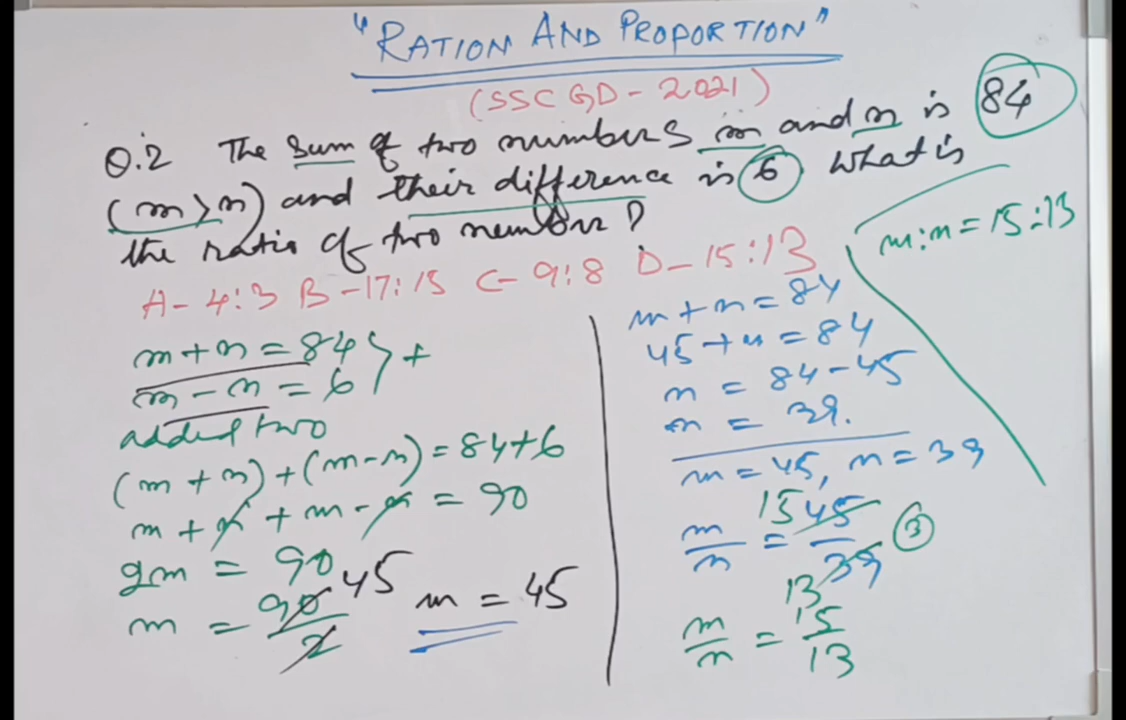 "RATION AND PROPORTION"
(SSC GD - 2021)
Q.2 The sum of two numbers m and n is 84
(m>n) and their difference is 6 what is
the ratio of two number?
A- 4:3 B-17:15 C- 9:8 D- 15:13
m+n=84 } +
m-n=6
added two
(m+n)+(m-n)=84+6
m+n+m-n=90
2m=90
m=90/2 45 m=45
m+n=84
45+n=84
n=84-45
n=39.
m=45, n=39
m/n = 15 45/39 13 ③
m/n = 15/13
m:n=15:13